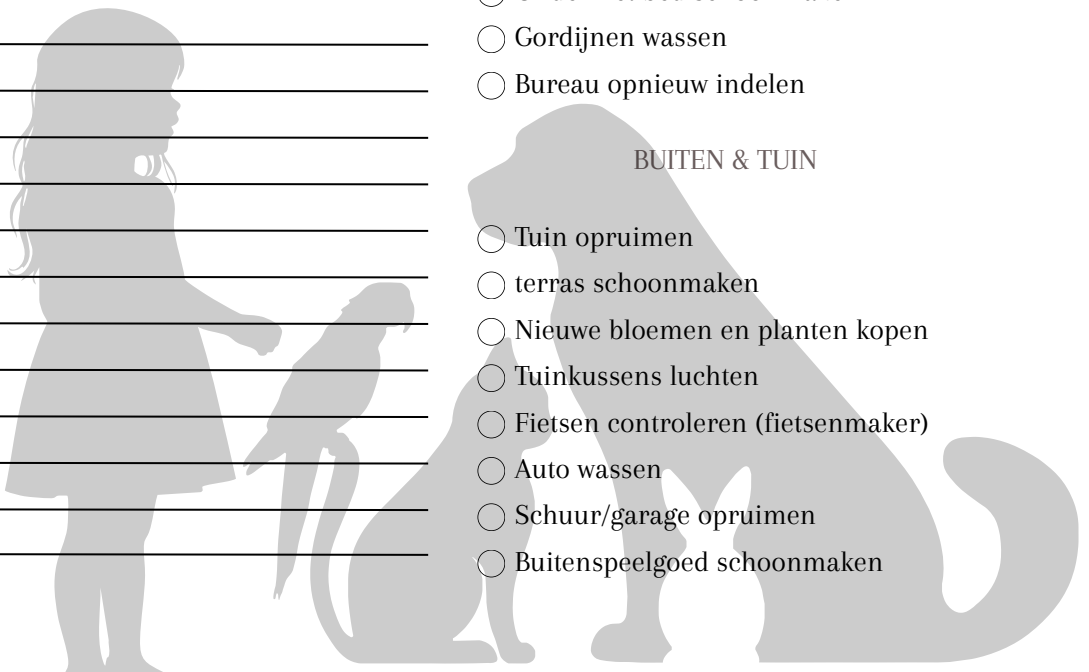 Gordijnen wassen
Bureau opnieuw indelen
BUITEN & TUIN
Tuin opruimen
terras schoonmaken
Nieuwe bloemen en planten kopen
Tuinkussens luchten
Fietsen controleren (fietsenmaker)
Auto wassen
Schuur/garage opruimen
Buitenspeelgoed schoonmaken